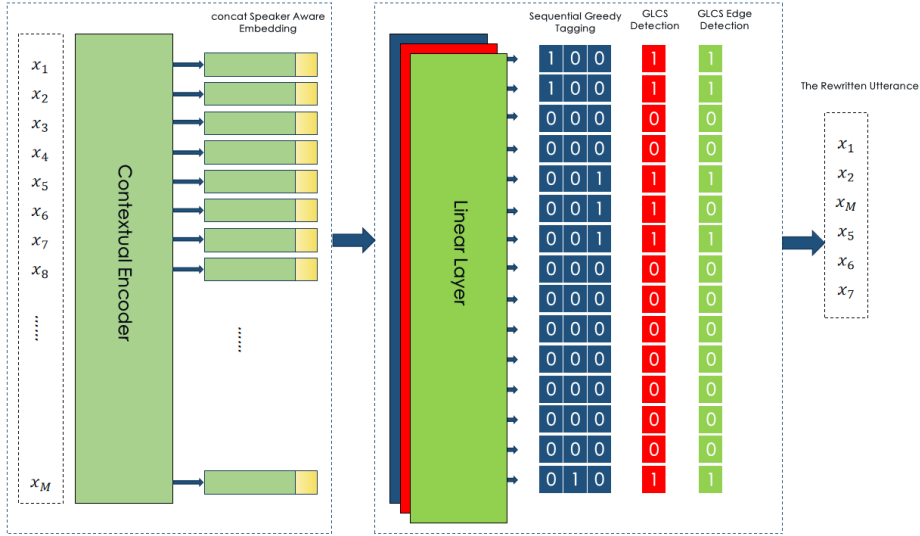 concat Speaker Aware
Embedding
x1
x2
x3
x4
x5
x6
x7
x8
......
xM
Contextual Encoder
......
Linear Layer
Sequential Greedy
Tagging
GLCS
Detection
GLCS Edge
Detection
1 0 0 1 1
1 0 0 1 1
0 0 0 0 0
0 0 0 0 0
0 0 1 1 1
0 0 1 1 0
0 0 1 1 1
0 0 0 0 0
0 0 0 0 0
0 0 0 0 0
0 0 0 0 0
0 0 0 0 0
0 0 0 0 0
0 0 0 0 0
0 1 0 1 1
The Rewritten Utterance
x1
x2
xM
x5
x6
x7